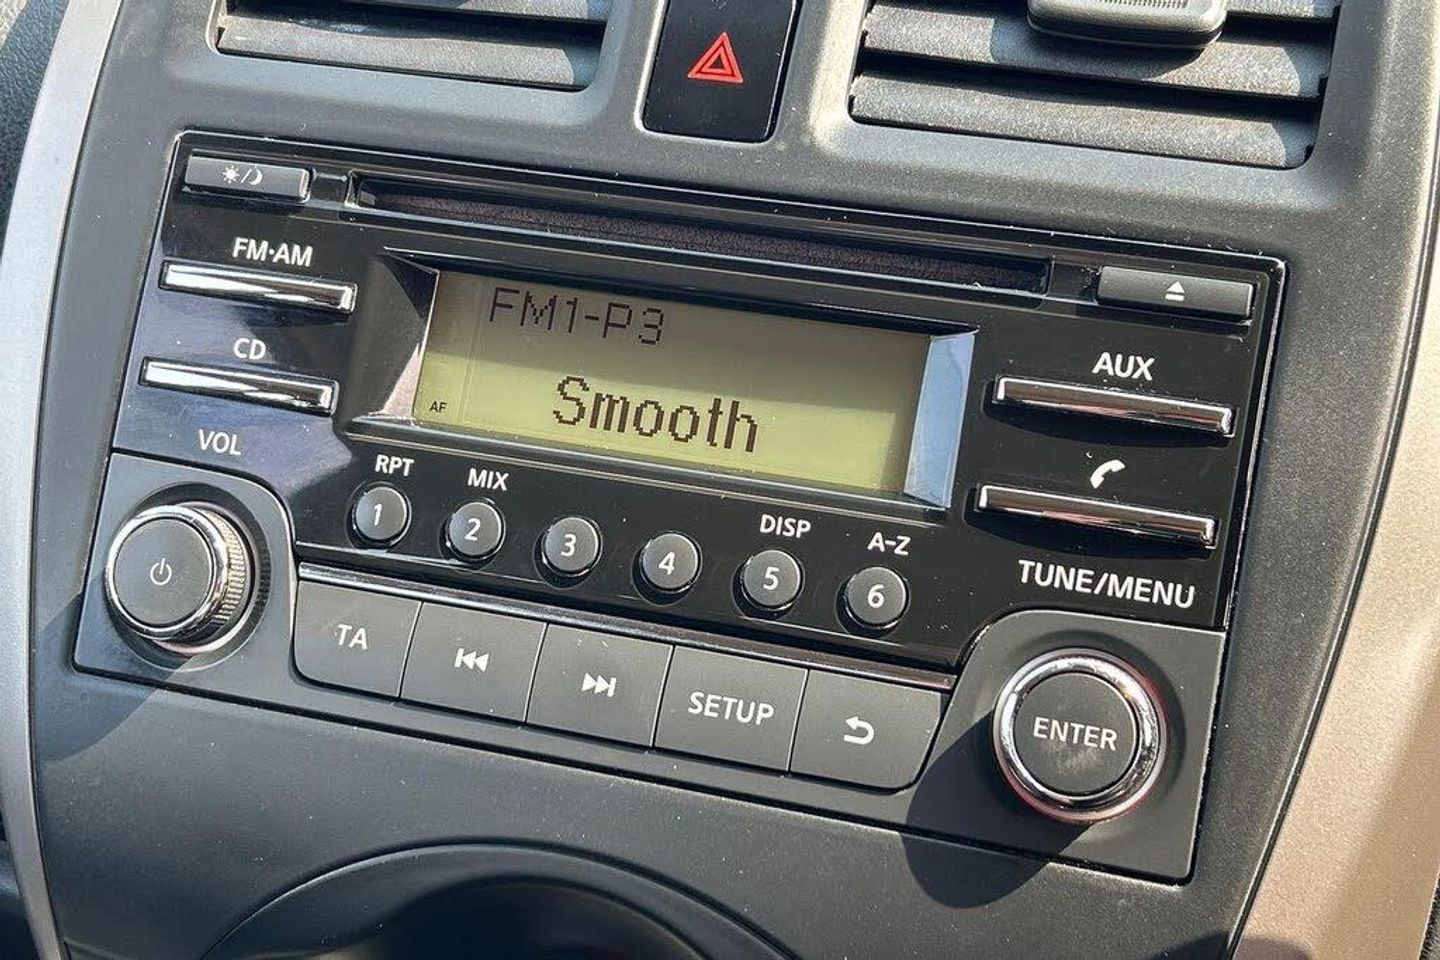 FM·AM
CD
VOL
FM1-P3
AF
Smooth
AUX
RPT
MIX
DISP
A-Z
1
2
3
4
5
6
TUNE/MENU
TA
SETUP
ENTER